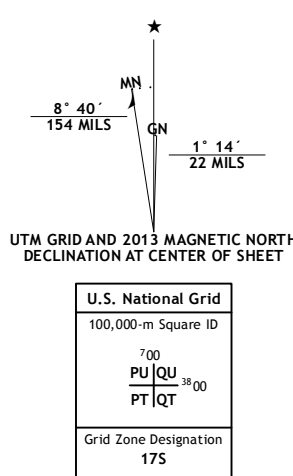 ★
MN
8° 40´
154 MILS
GN
1° 14´
22 MILS
UTM GRID AND 2013 MAGNETIC NORTH
DECLINATION AT CENTER OF SHEET
U.S. National Grid
100,000-m Square ID
⁷00
PU QU
³⁸00
PT QT
Grid Zone Designation
17S